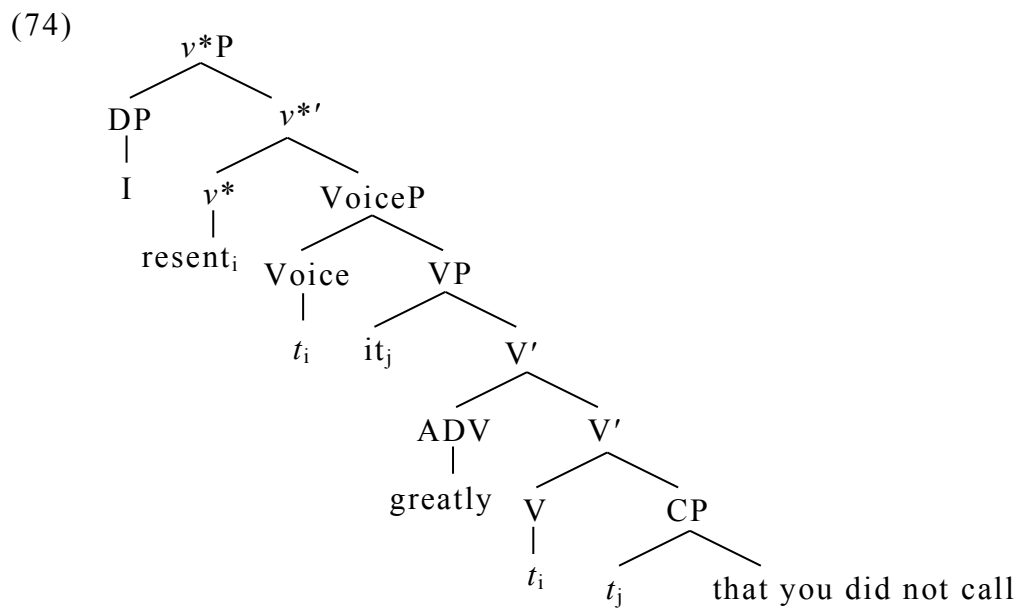 (74)
v*P
DP v*′
I v* VoiceP
resentᵢ Voice VP
tᵢ itⱼ V′
ADV V′
greatly V CP
tᵢ tⱼ that you did not call